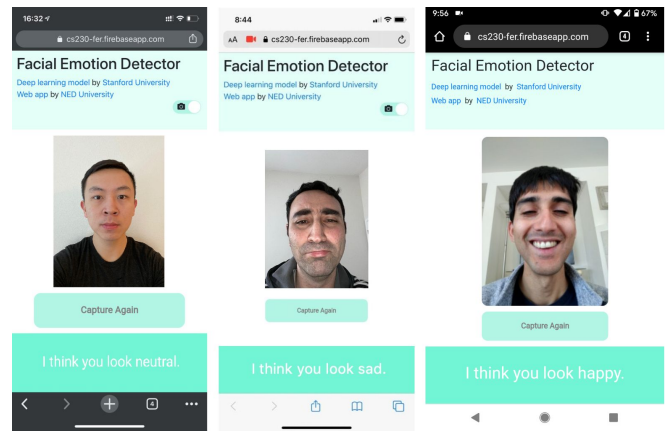 16:32
cs230-fer.firebaseapp.com
Facial Emotion Detector
Deep learning model by Stanford University
Web app by NED University
Capture Again
I think you look neutral.
4
8:44
AA cs230-fer.firebaseapp.com
Facial Emotion Detector
Deep learning model by Stanford University
Web app by NED University
Capture Again
I think you look sad.
9:56 67%
cs230-fer.firebaseapp.com 4
Facial Emotion Detector
Deep learning model by Stanford University
Web app by NED University
Capture Again
I think you look happy.